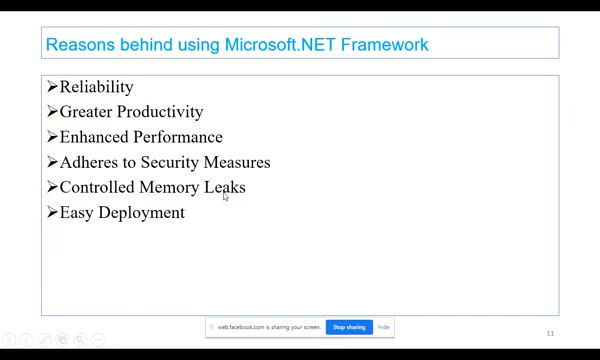 Reasons behind using Microsoft.NET Framework
➢Reliability
➢Greater Productivity
➢Enhanced Performance
➢Adheres to Security Measures
➢Controlled Memory Leaks
➢Easy Deployment
web.facebook.com is sharing your screen. Stop sharing Hide
11